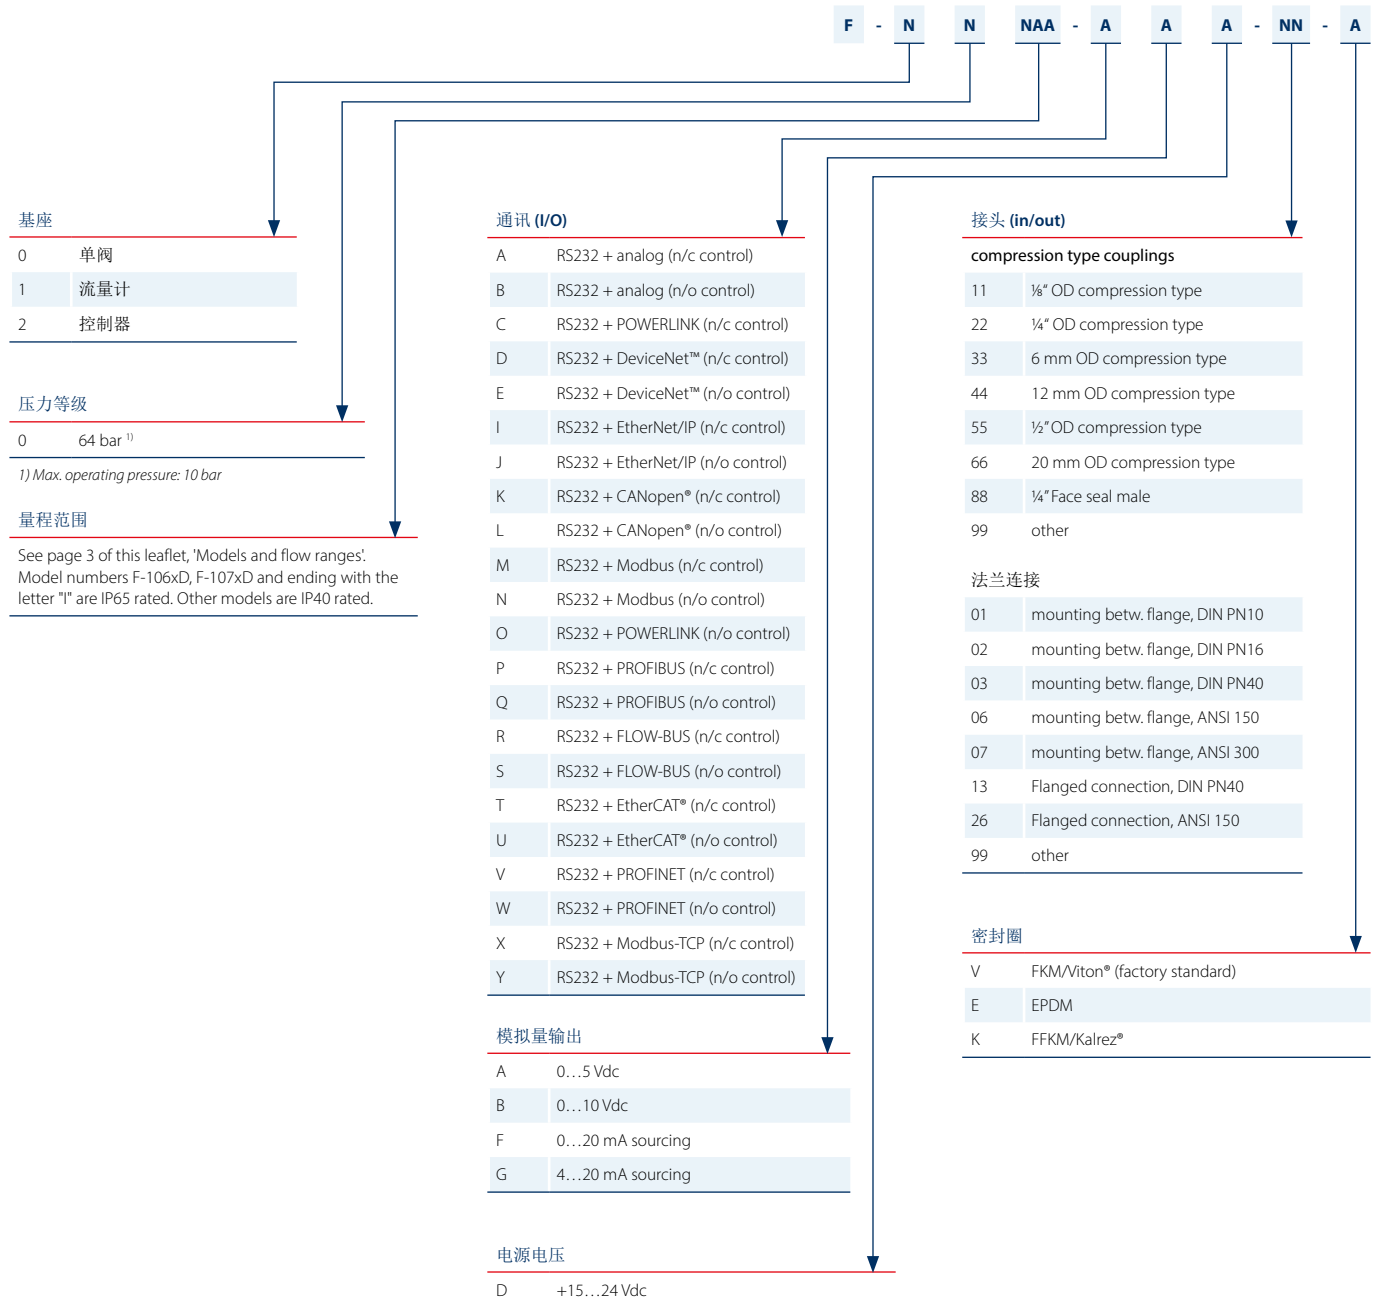 F - N N NAA - A A A - NN - A
基座
0 单阀
1 流量计
2 控制器
压力等级
0 64 bar 1)
1) Max. operating pressure: 10 bar
量程范围
See page 3 of this leaflet, 'Models and flow ranges'.
Model numbers F-106xD, F-107xD and ending with the
letter "I" are IP65 rated. Other models are IP40 rated.
通讯 (I/O)
A RS232 + analog (n/c control)
B RS232 + analog (n/o control)
C RS232 + POWERLINK (n/c control)
D RS232 + DeviceNet™ (n/c control)
E RS232 + DeviceNet™ (n/o control)
I RS232 + EtherNet/IP (n/c control)
J RS232 + EtherNet/IP (n/o control)
K RS232 + CANopen® (n/c control)
L RS232 + CANopen® (n/o control)
M RS232 + Modbus (n/c control)
N RS232 + Modbus (n/o control)
O RS232 + POWERLINK (n/o control)
P RS232 + PROFIBUS (n/c control)
Q RS232 + PROFIBUS (n/o control)
R RS232 + FLOW-BUS (n/c control)
S RS232 + FLOW-BUS (n/o control)
T RS232 + EtherCAT® (n/c control)
U RS232 + EtherCAT® (n/o control)
V RS232 + PROFINET (n/c control)
W RS232 + PROFINET (n/o control)
X RS232 + Modbus-TCP (n/c control)
Y RS232 + Modbus-TCP (n/o control)
模拟量输出
A 0…5 Vdc
B 0…10 Vdc
F 0…20 mA sourcing
G 4…20 mA sourcing
电源电压
D +15…24 Vdc
接头 (in/out)
compression type couplings
11 ⅛“ OD compression type
22 ¼“ OD compression type
33 6 mm OD compression type
44 12 mm OD compression type
55 ½” OD compression type
66 20 mm OD compression type
88 ¼” Face seal male
99 other
法兰连接
01 mounting betw. flange, DIN PN10
02 mounting betw. flange, DIN PN16
03 mounting betw. flange, DIN PN40
06 mounting betw. flange, ANSI 150
07 mounting betw. flange, ANSI 300
13 Flanged connection, DIN PN40
26 Flanged connection, ANSI 150
99 other
密封圈
V FKM/Viton® (factory standard)
E EPDM
K FFKM/Kalrez®